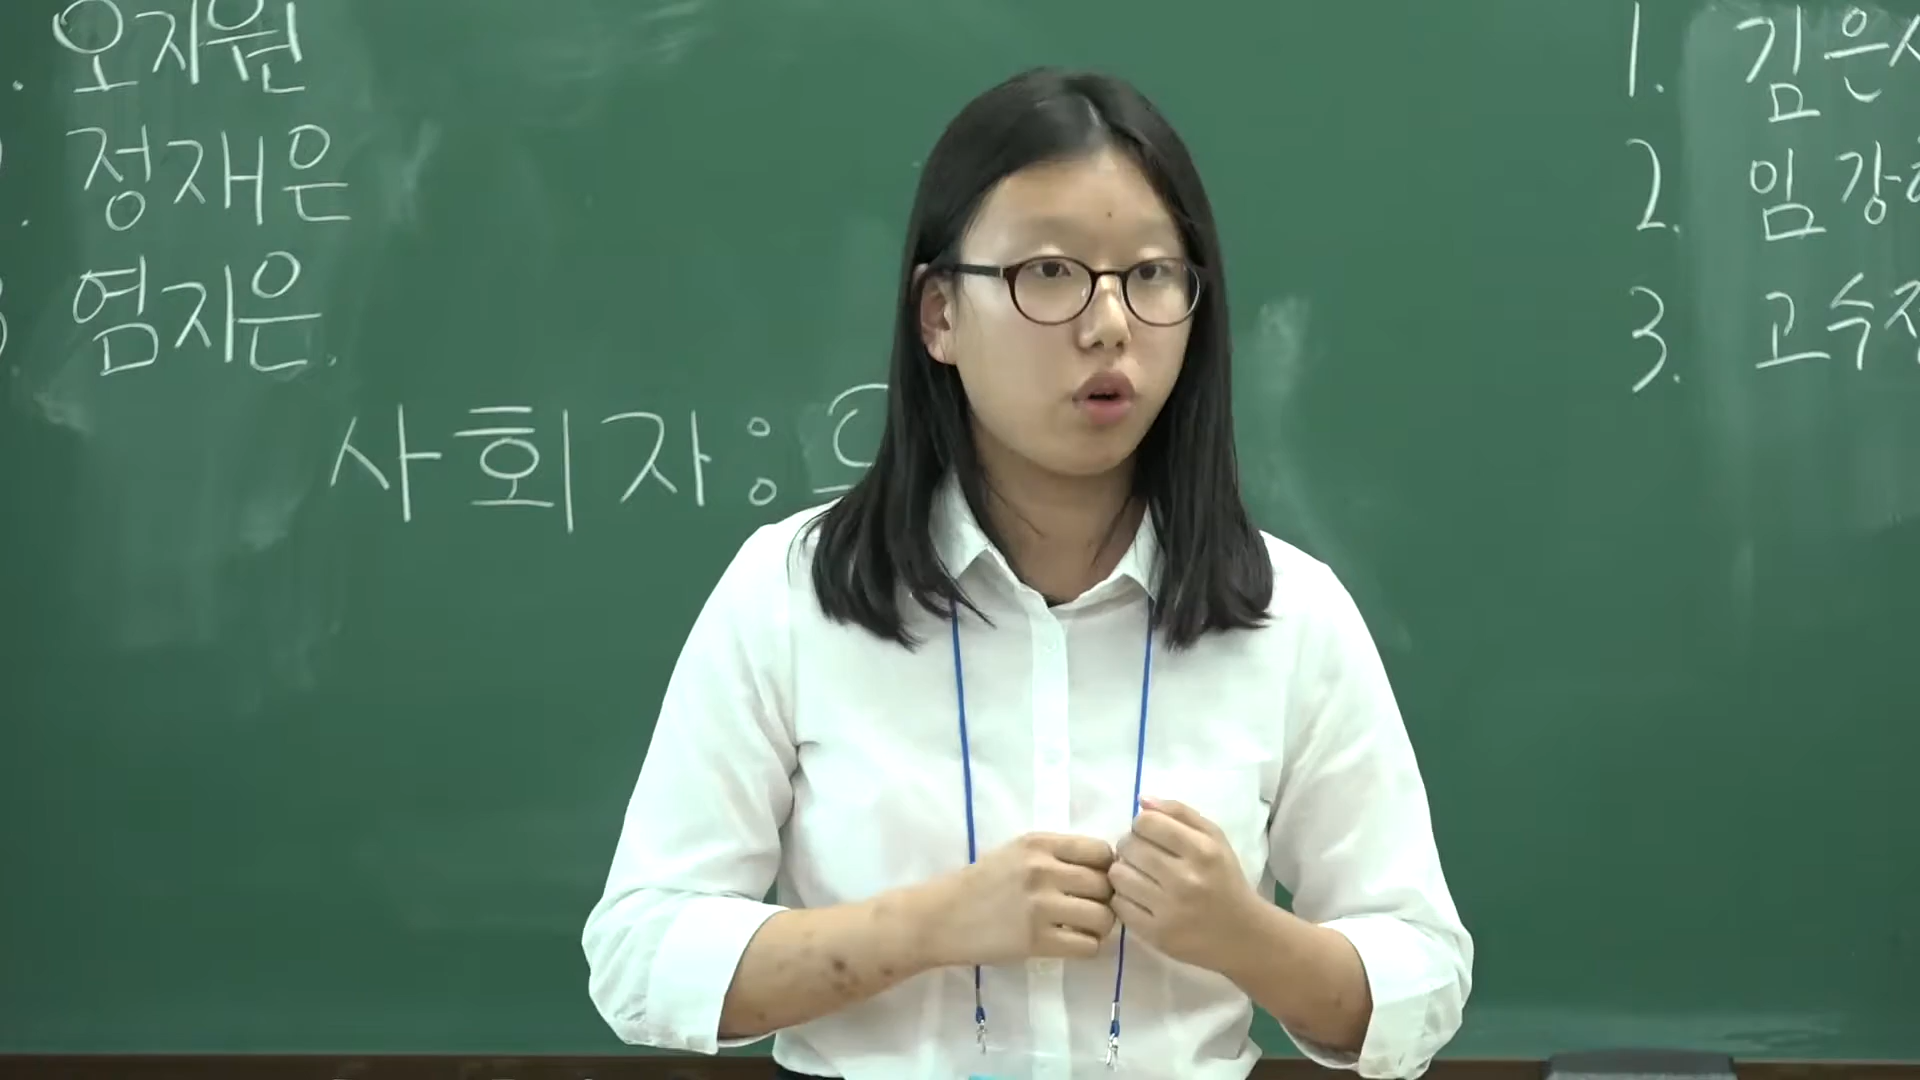 오지원
정재은
3. 염지은.
사회자:
1. 김은
2. 임강
3. 고수